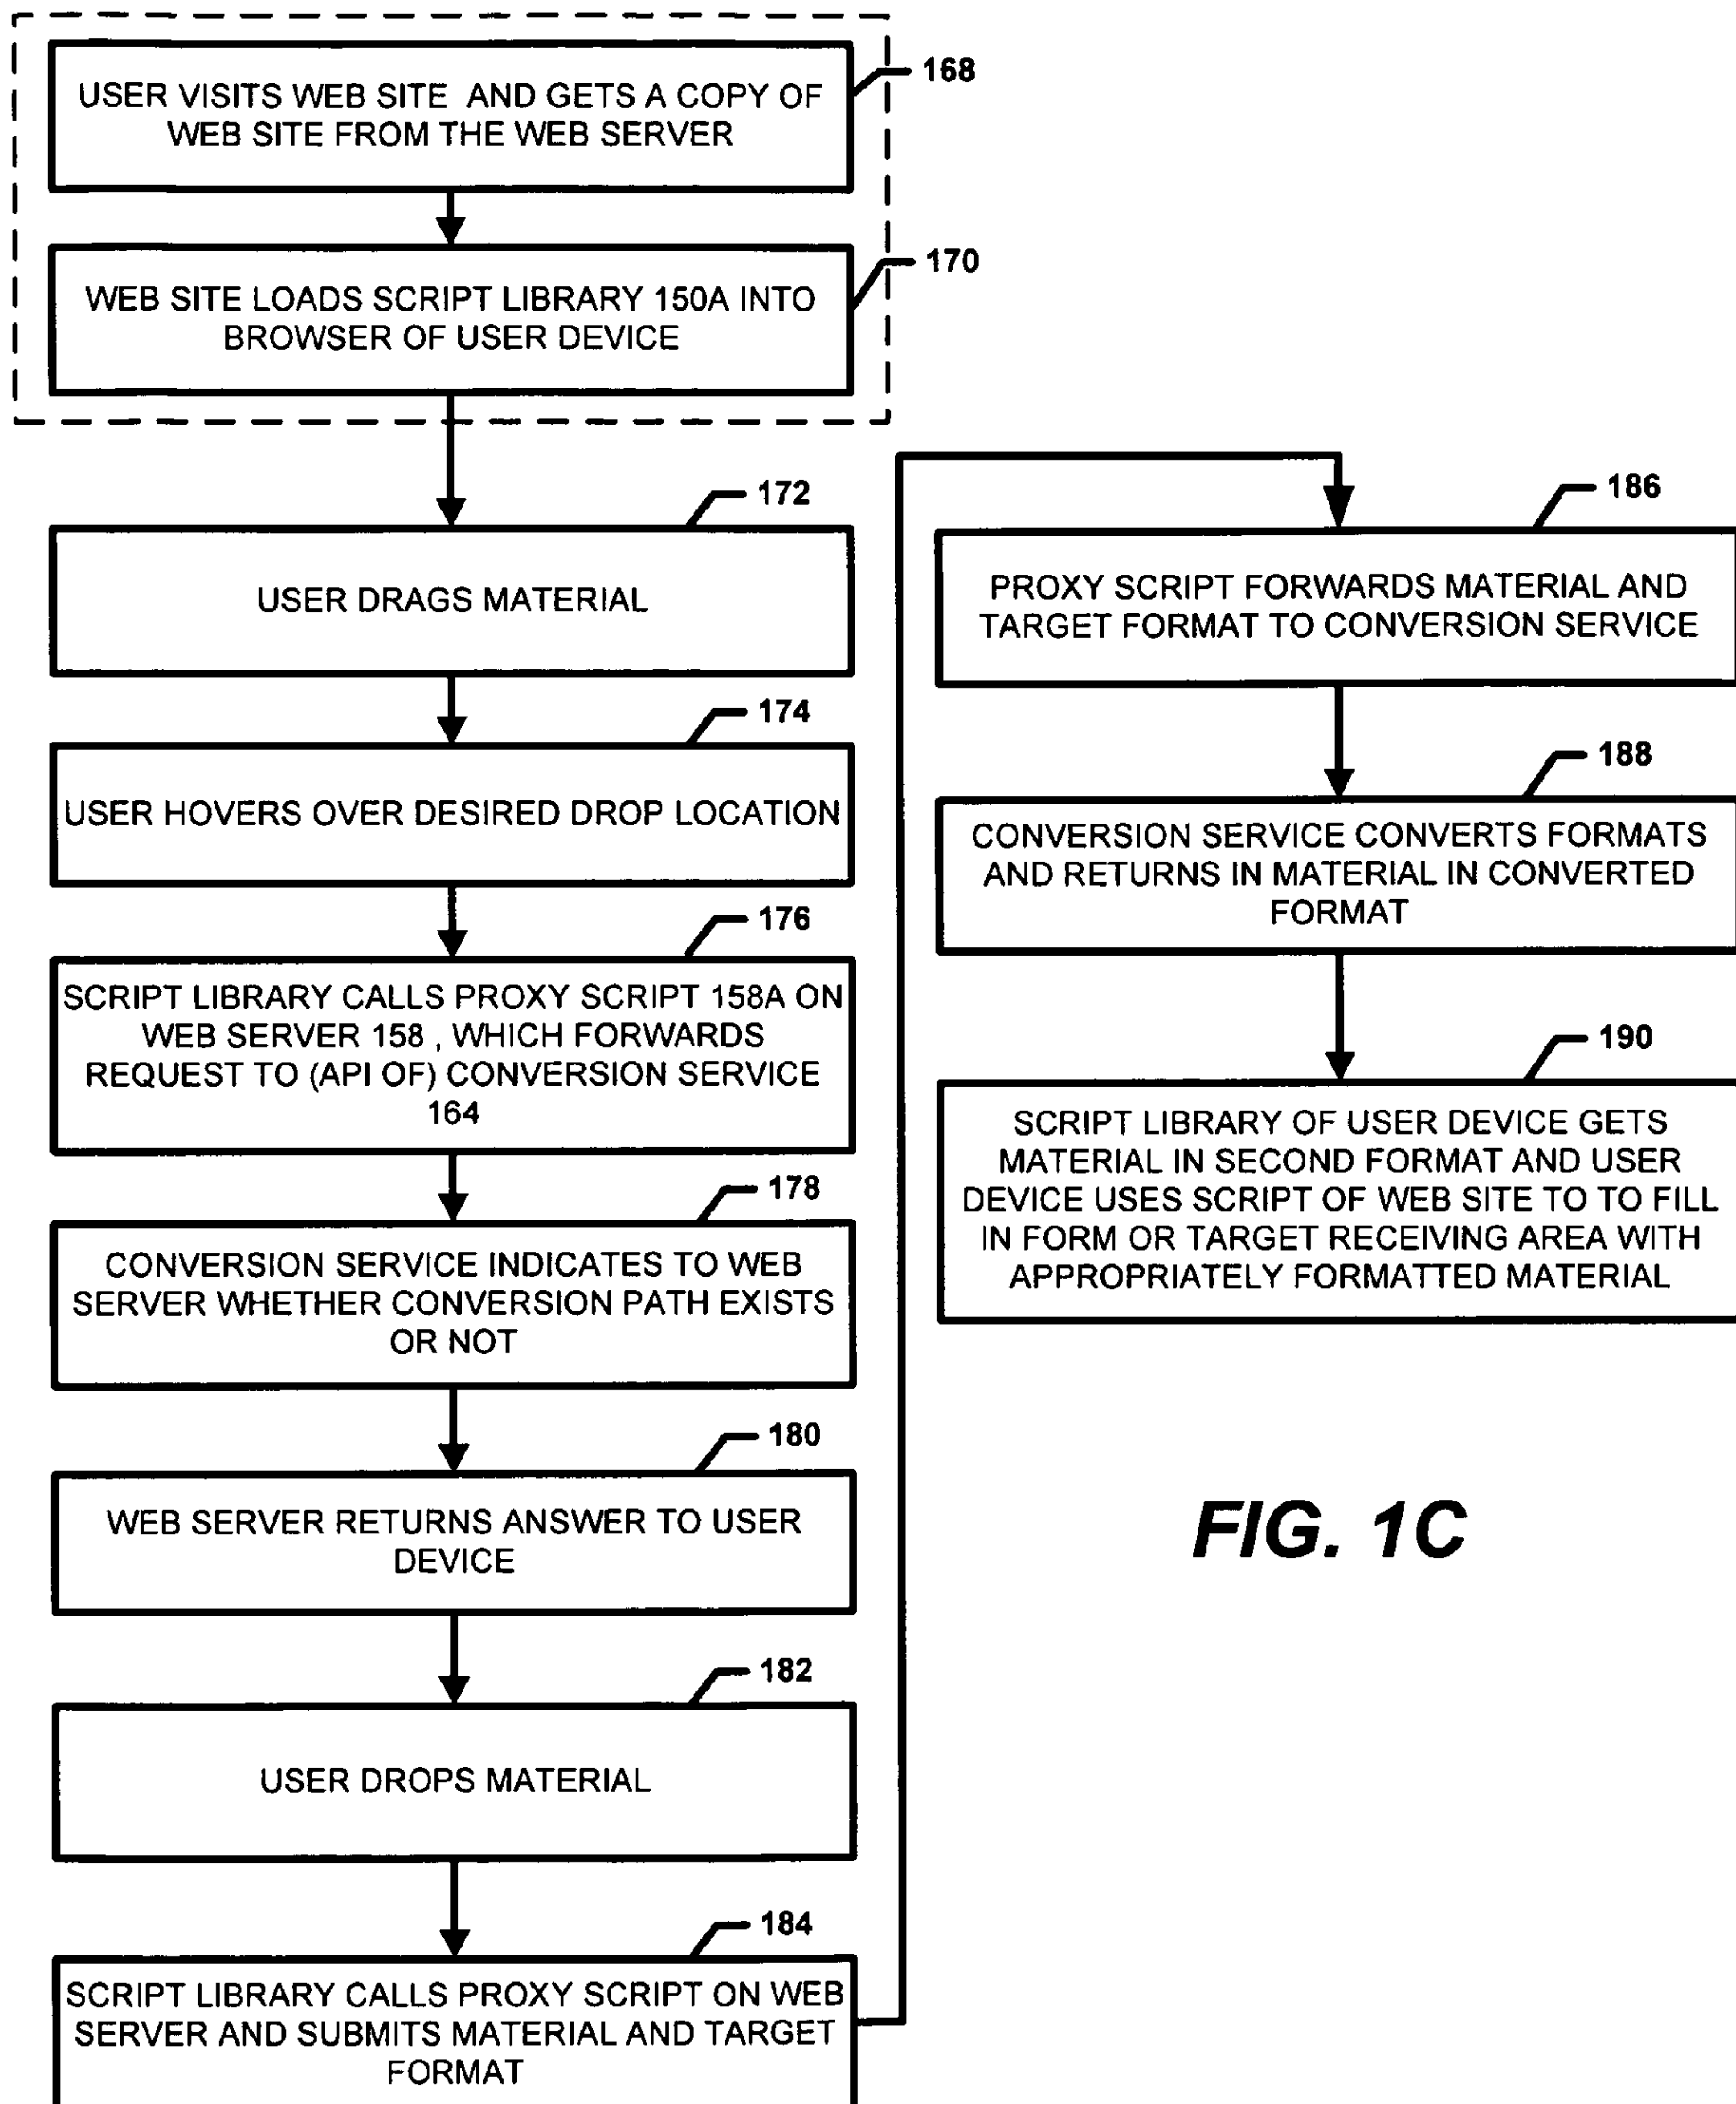 168
USER VISITS WEB SITE AND GETS A COPY OF
WEB SITE FROM THE WEB SERVER
170
WEB SITE LOADS SCRIPT LIBRARY 150A INTO
BROWSER OF USER DEVICE
172
USER DRAGS MATERIAL
174
USER HOVERS OVER DESIRED DROP LOCATION
176
SCRIPT LIBRARY CALLS PROXY SCRIPT 158A ON
WEB SERVER 158 , WHICH FORWARDS
REQUEST TO (API OF) CONVERSION SERVICE
164
178
CONVERSION SERVICE INDICATES TO WEB
SERVER WHETHER CONVERSION PATH EXISTS
OR NOT
180
WEB SERVER RETURNS ANSWER TO USER
DEVICE
182
USER DROPS MATERIAL
184
SCRIPT LIBRARY CALLS PROXY SCRIPT ON WEB
SERVER AND SUBMITS MATERIAL AND TARGET
FORMAT
186
PROXY SCRIPT FORWARDS MATERIAL AND
TARGET FORMAT TO CONVERSION SERVICE
188
CONVERSION SERVICE CONVERTS FORMATS
AND RETURNS IN MATERIAL IN CONVERTED
FORMAT
190
SCRIPT LIBRARY OF USER DEVICE GETS
MATERIAL IN SECOND FORMAT AND USER
DEVICE USES SCRIPT OF WEB SITE TO TO FILL
IN FORM OR TARGET RECEIVING AREA WITH
APPROPRIATELY FORMATTED MATERIAL
FIG. 1C